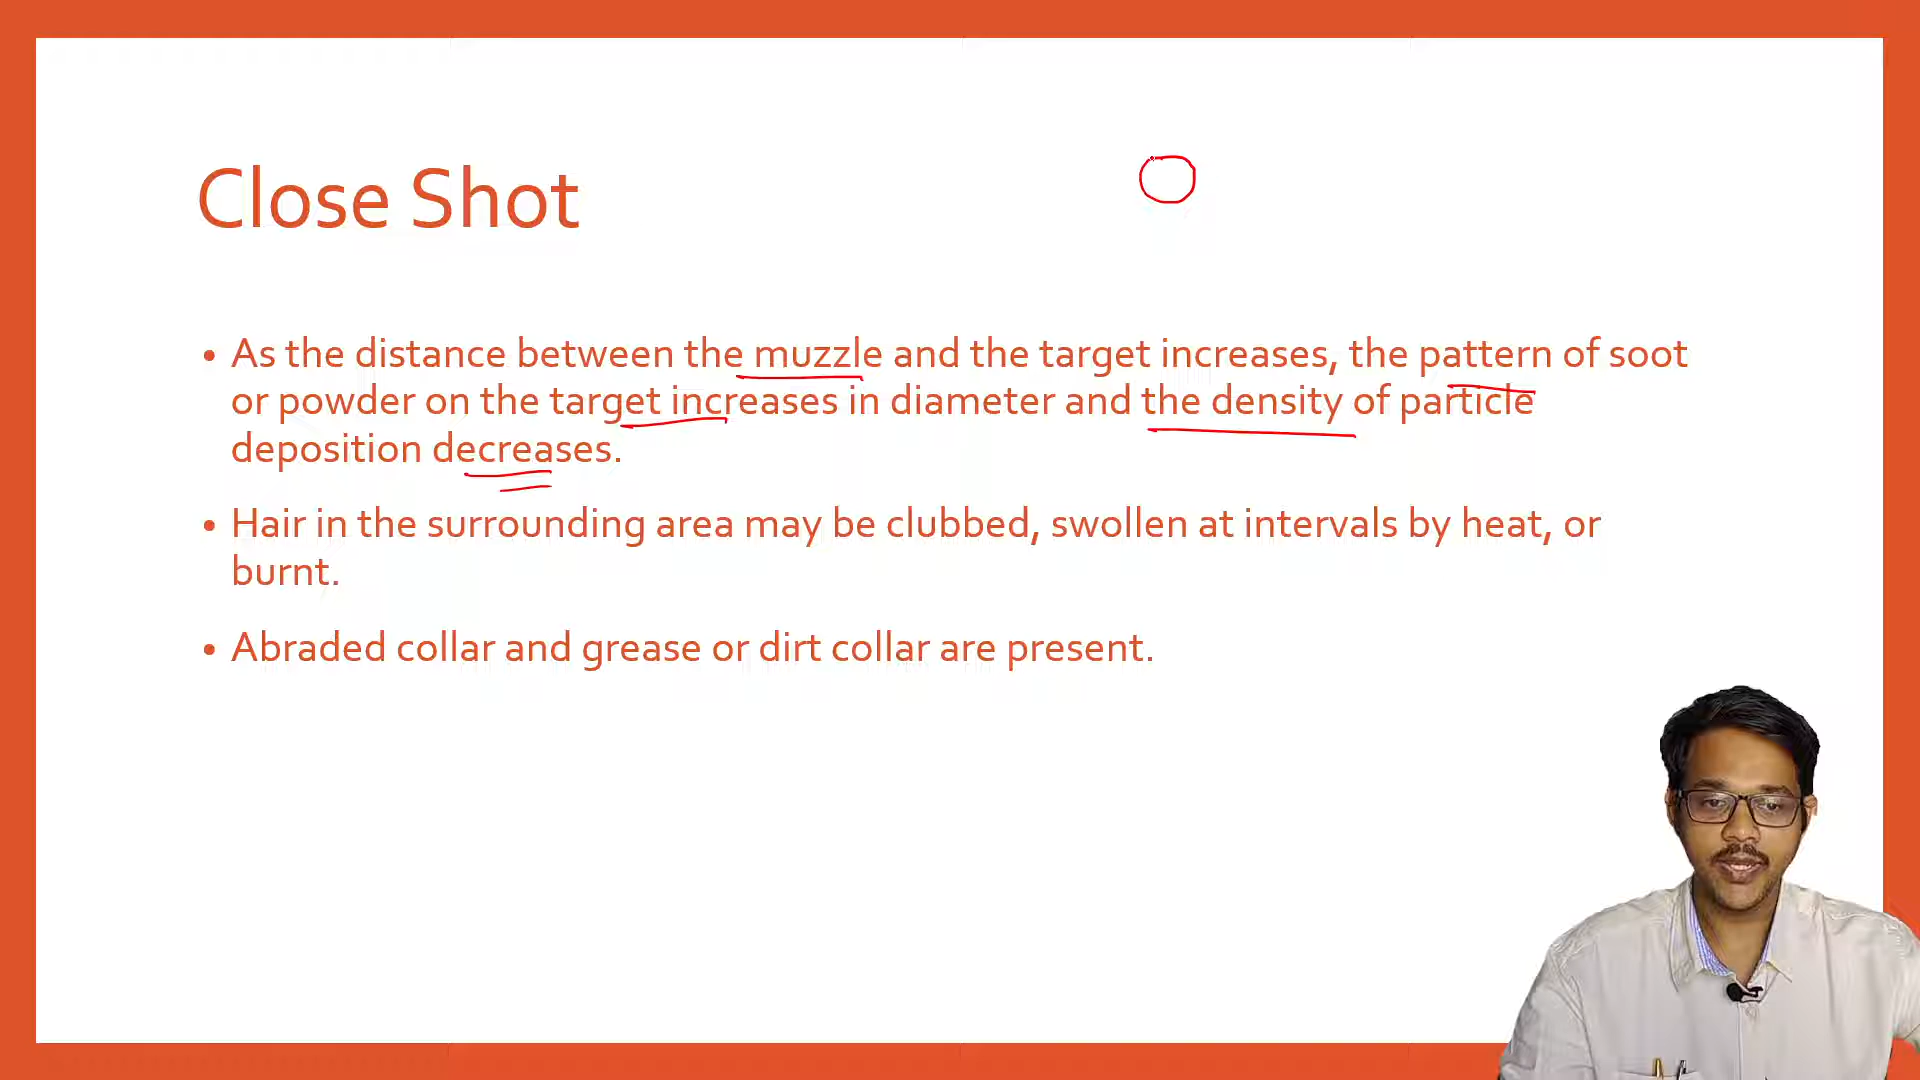 Close Shot
• As the distance between the muzzle and the target increases, the pattern of soot
or powder on the target increases in diameter and the density of particle
deposition decreases.
• Hair in the surrounding area may be clubbed, swollen at intervals by heat, or
burnt.
• Abraded collar and grease or dirt collar are present.